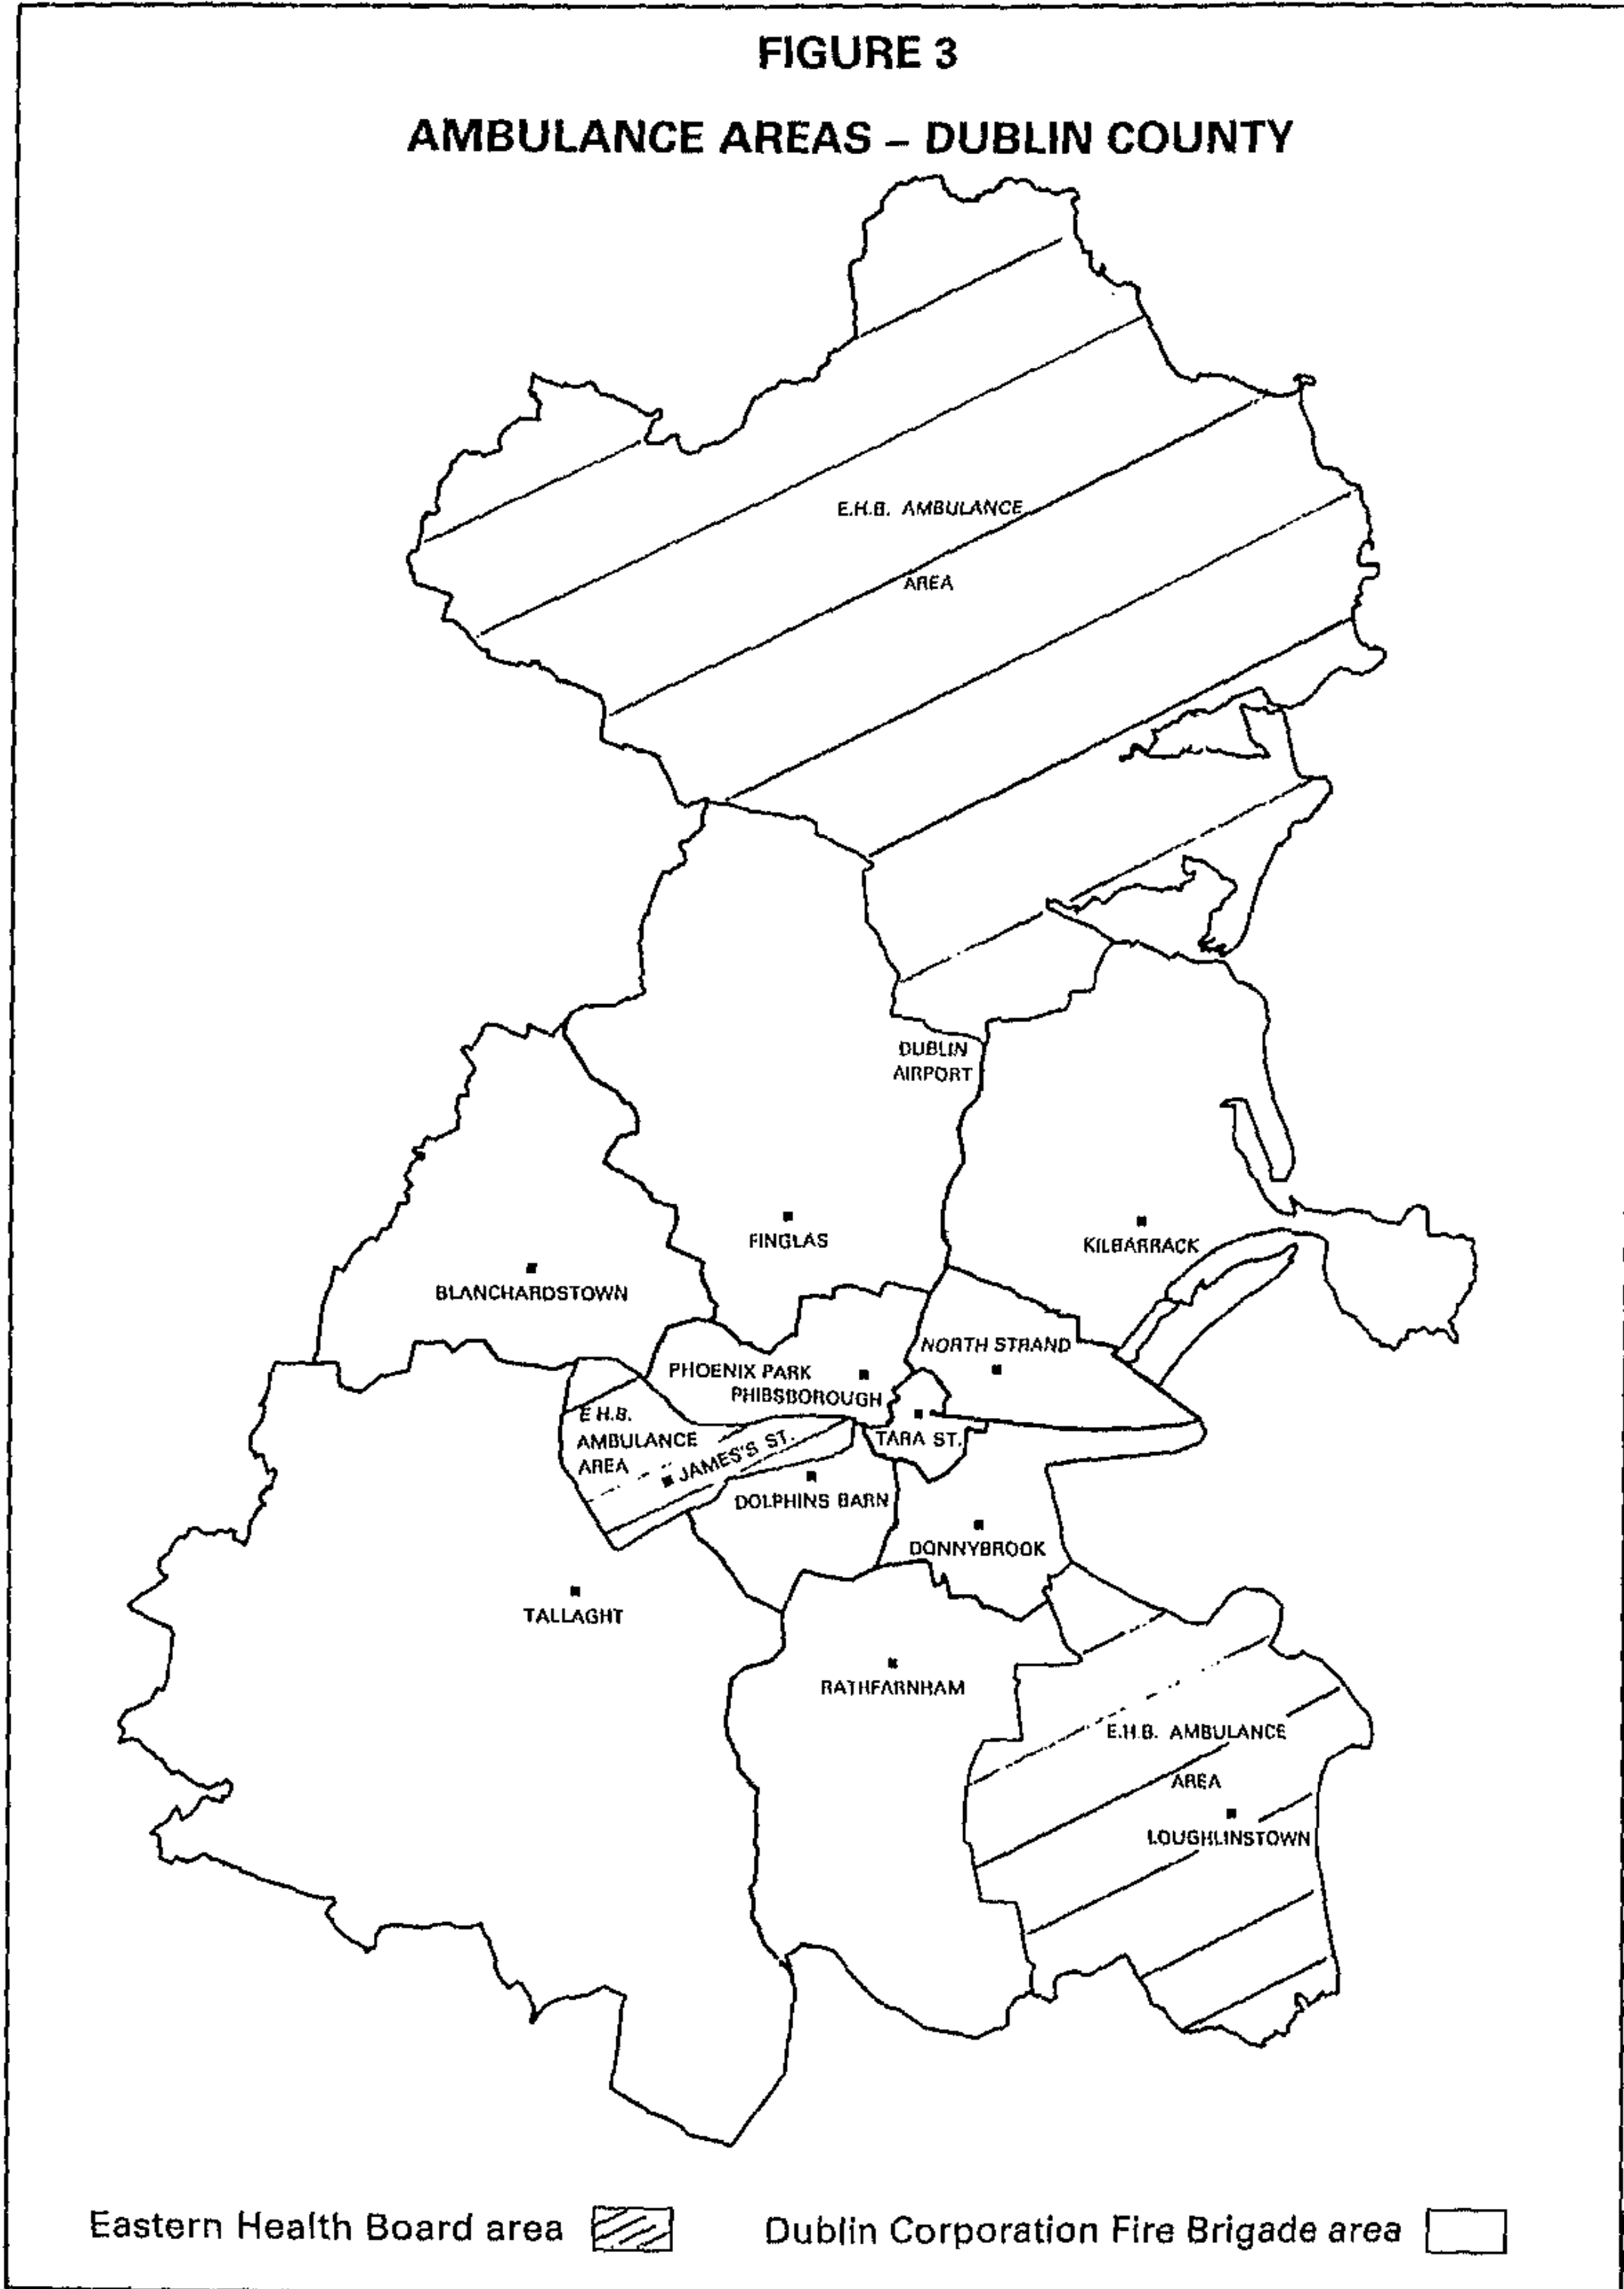 FIGURE 3
AMBULANCE AREAS – DUBLIN COUNTY
E.H.B. AMBULANCE
AREA
DUBLIN
AIRPORT
FINGLAS
KILBARRACK
BLANCHARDSTOWN
NORTH STRAND
PHOENIX PARK
PHIBSBOROUGH
E.H.B.
AMBULANCE
AREA
JAMES'S ST.
TARA ST.
DOLPHINS BARN
DONNYBROOK
TALLAGHT
RATHFARNHAM
E.H.B. AMBULANCE
AREA
LOUGHLINSTOWN
Eastern Health Board area
Dublin Corporation Fire Brigade area